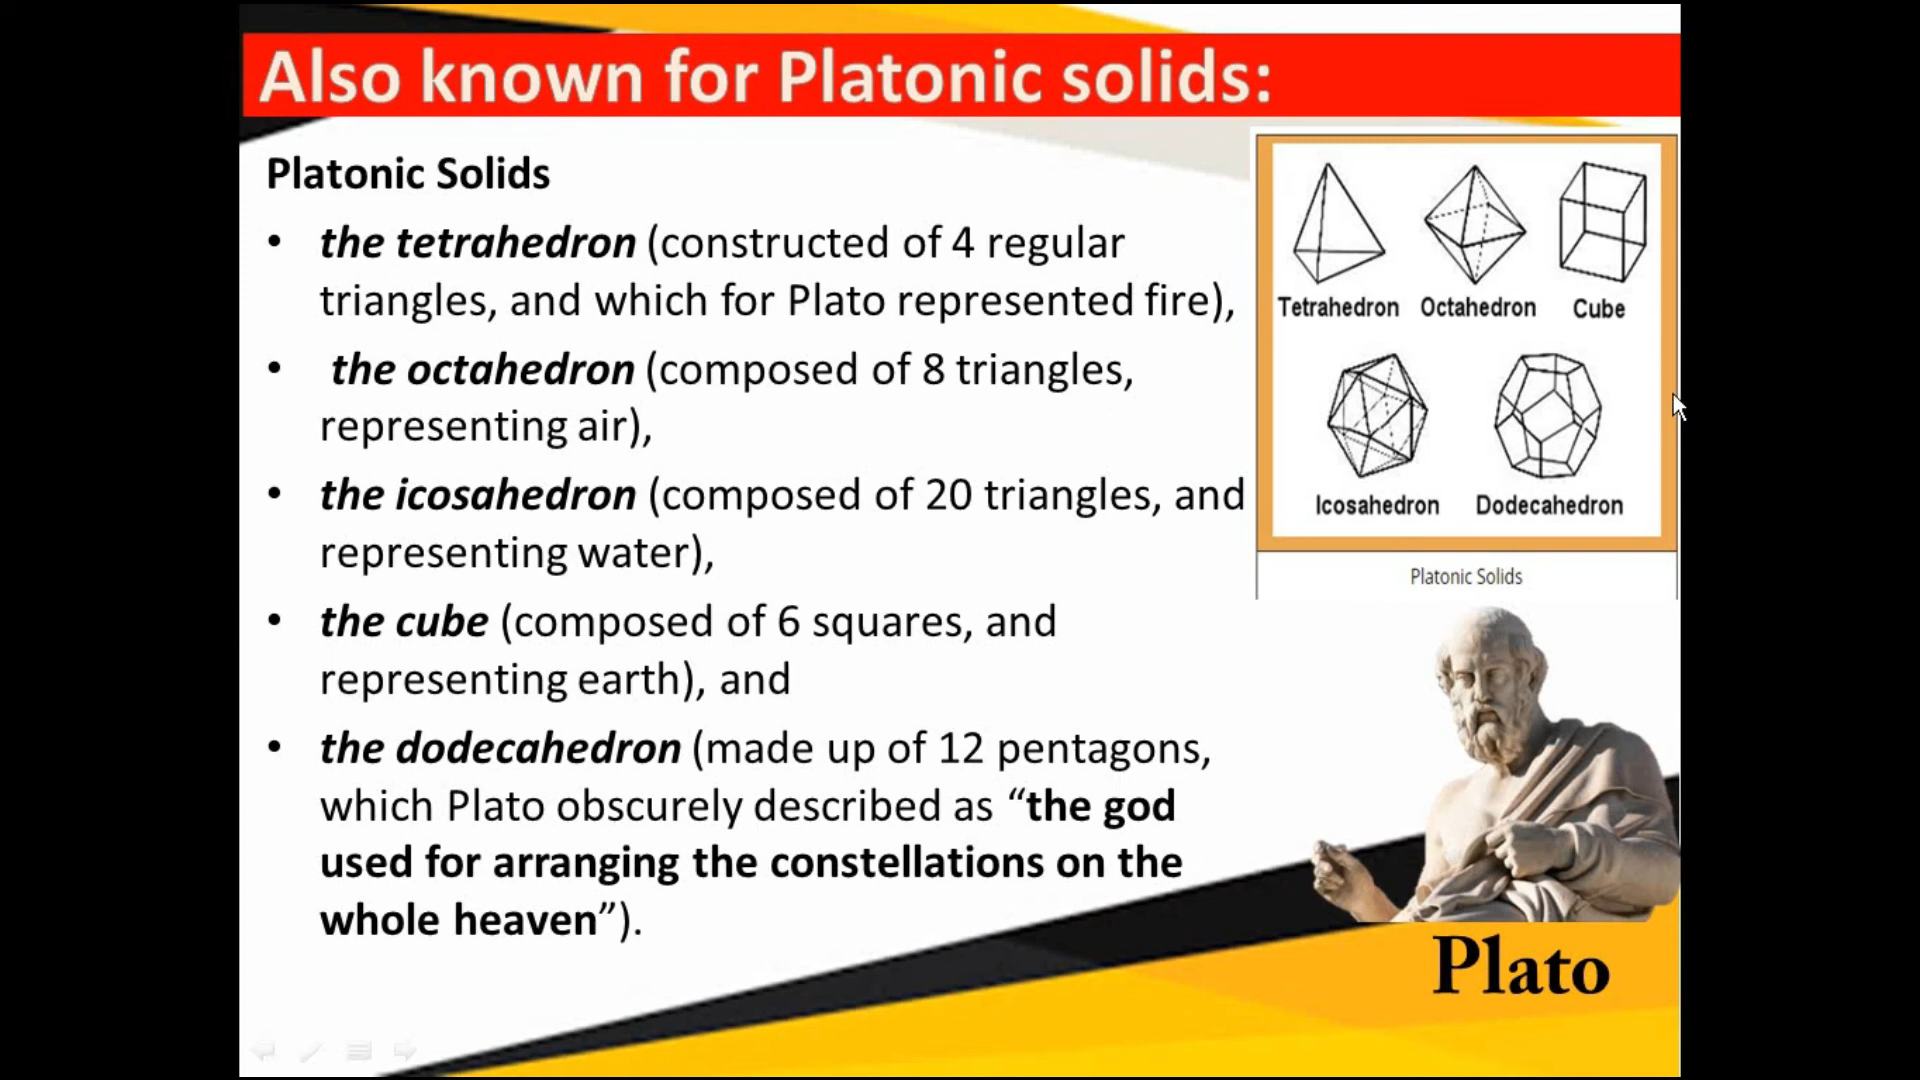 Also known for Platonic solids:
Platonic Solids
• the tetrahedron (constructed of 4 regular
triangles, and which for Plato represented fire),
• the octahedron (composed of 8 triangles,
representing air),
• the icosahedron (composed of 20 triangles, and
representing water),
• the cube (composed of 6 squares, and
representing earth), and
• the dodecahedron (made up of 12 pentagons,
which Plato obscurely described as “the god
used for arranging the constellations on the
whole heaven”).
Tetrahedron Octahedron Cube
Icosahedron Dodecahedron
Platonic Solids
Plato